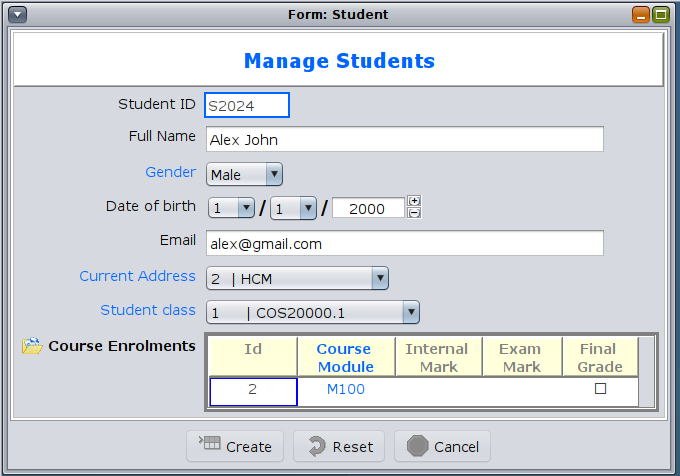 Form: Student
Manage Students
Student ID S2024
Full Name Alex John
Gender Male
Date of birth 1 / 1 / 2000
Email alex@gmail.com
Current Address 2 | HCM
Student class 1 | COS20000.1
Course Enrolments
Id Course Module Internal Mark Exam Mark Final Grade
2 M100
Create Reset Cancel